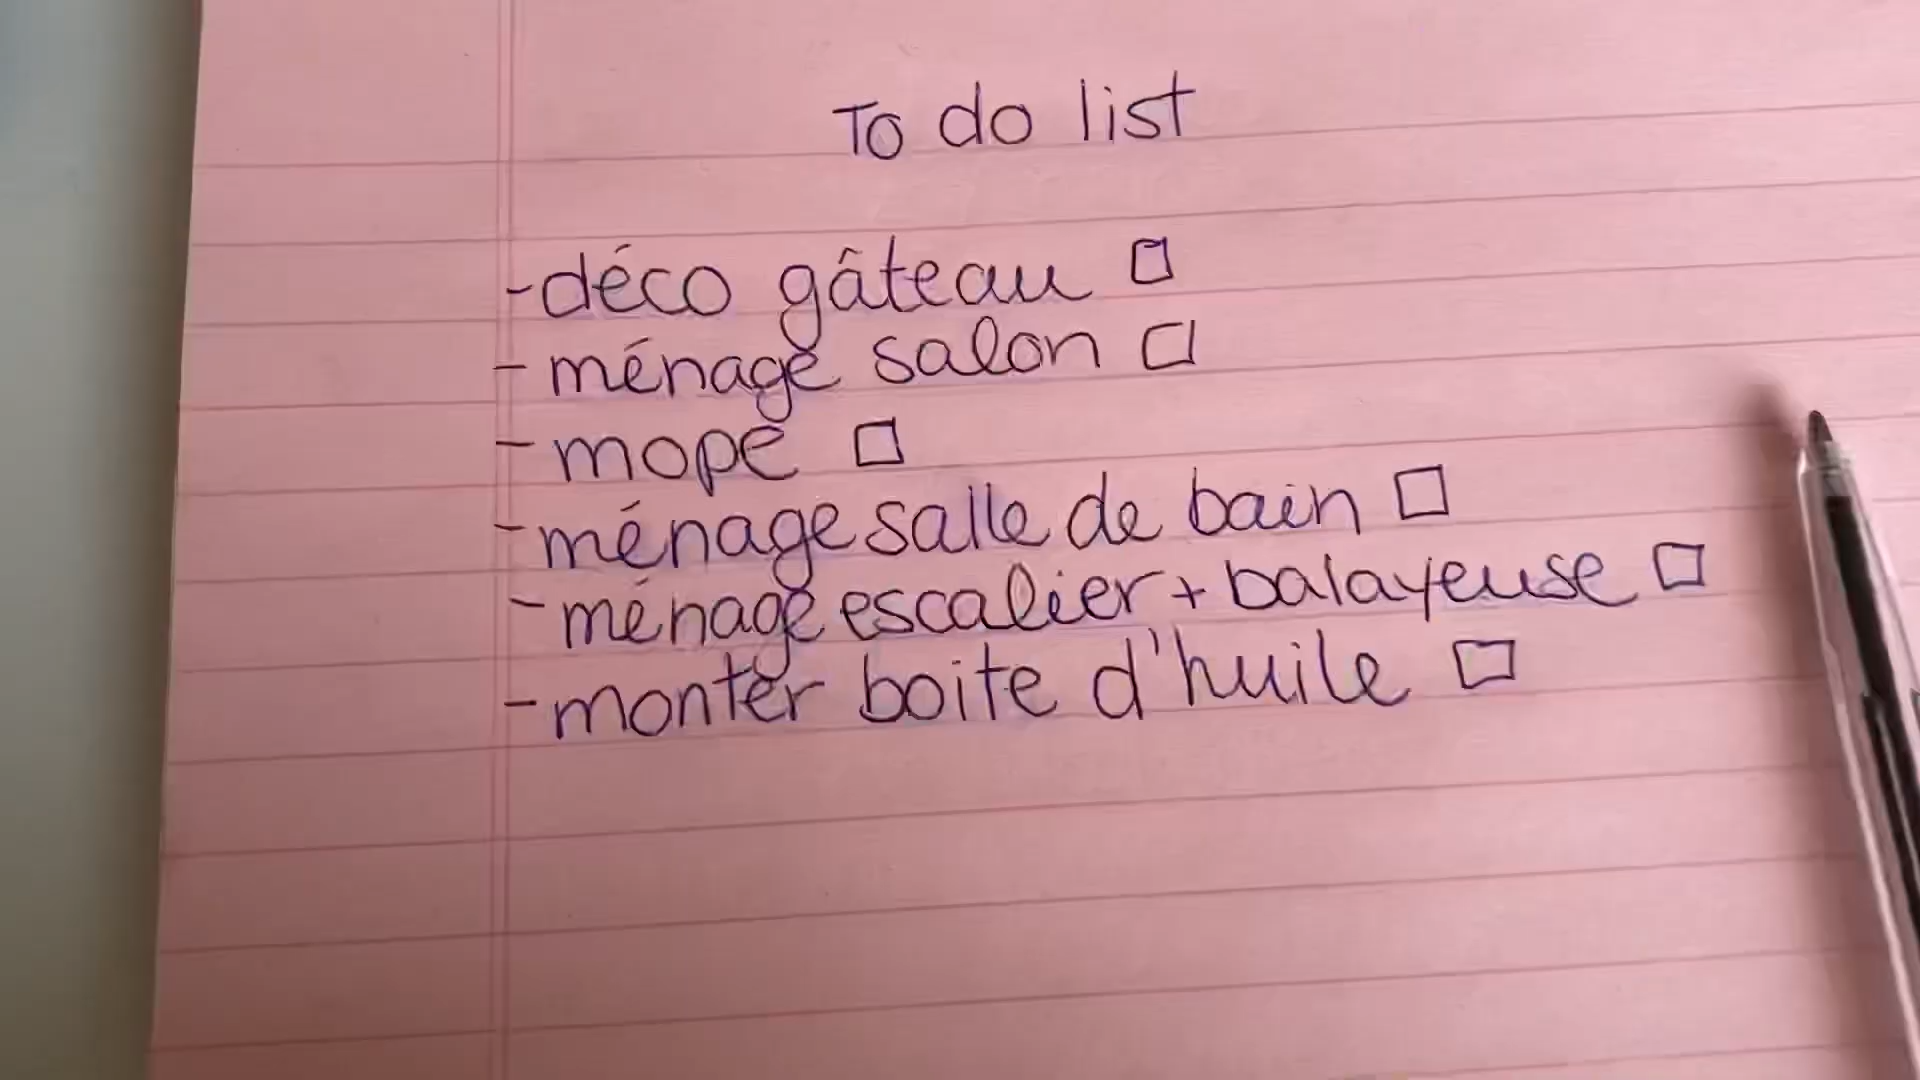 To do list
-déco gâteau
-ménage salon
-mope
-ménage salle de bain
-ménage escalier + balayeuse
-monter boite d'huile